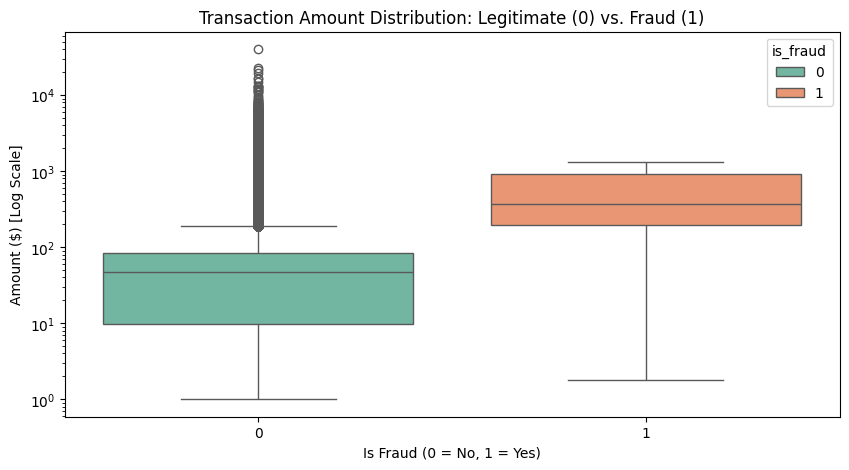 Transaction Amount Distribution: Legitimate (0) vs. Fraud (1)
is_fraud
0
1
Amount ($) [Log Scale]
10⁴
10³
10²
10¹
10⁰
0
1
Is Fraud (0 = No, 1 = Yes)